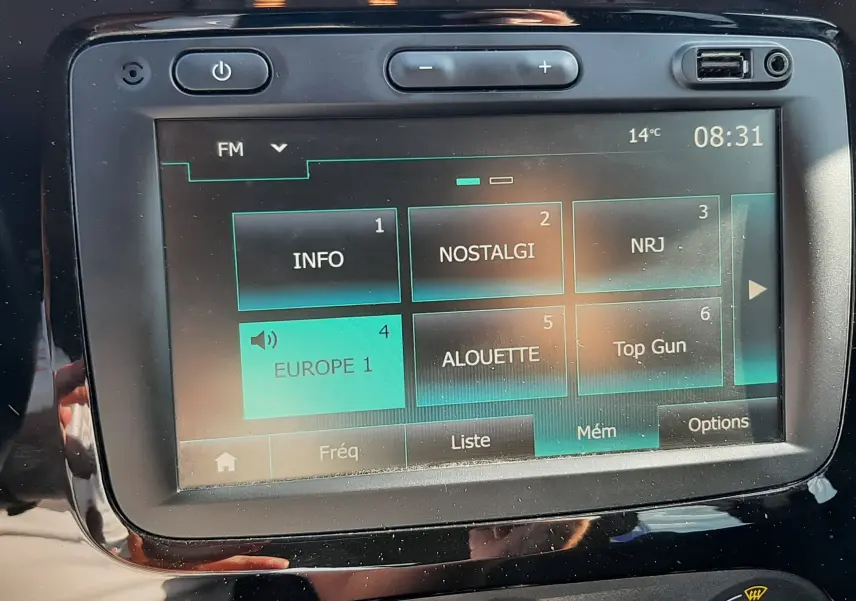 − +
FM 14°C 08:31
1 2 3
INFO NOSTALGI NRJ
4 5 6
EUROPE 1 ALOUETTE Top Gun
Fréq Liste Mém Options